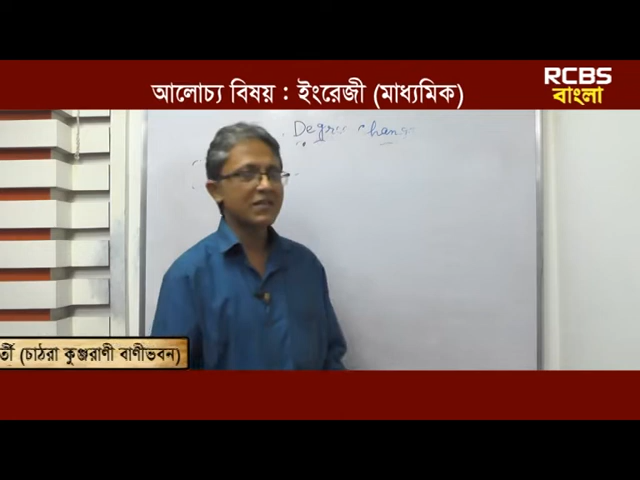 RCBS
বাংলা
আলোচ্য বিষয় : ইংরেজী (মাধ্যমিক)
Degree change
র্তী (চাঠরা কুঞ্জরাণী বাণীভবন)